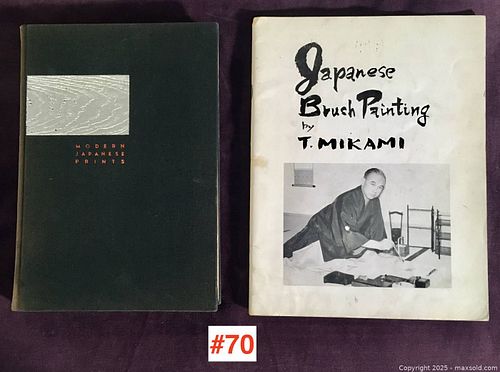 MODERN
JAPANESE
PRINTS
Japanese
Brush Painting
by
T. MIKAMI
#70
Copyright 2025 - maxsold.com